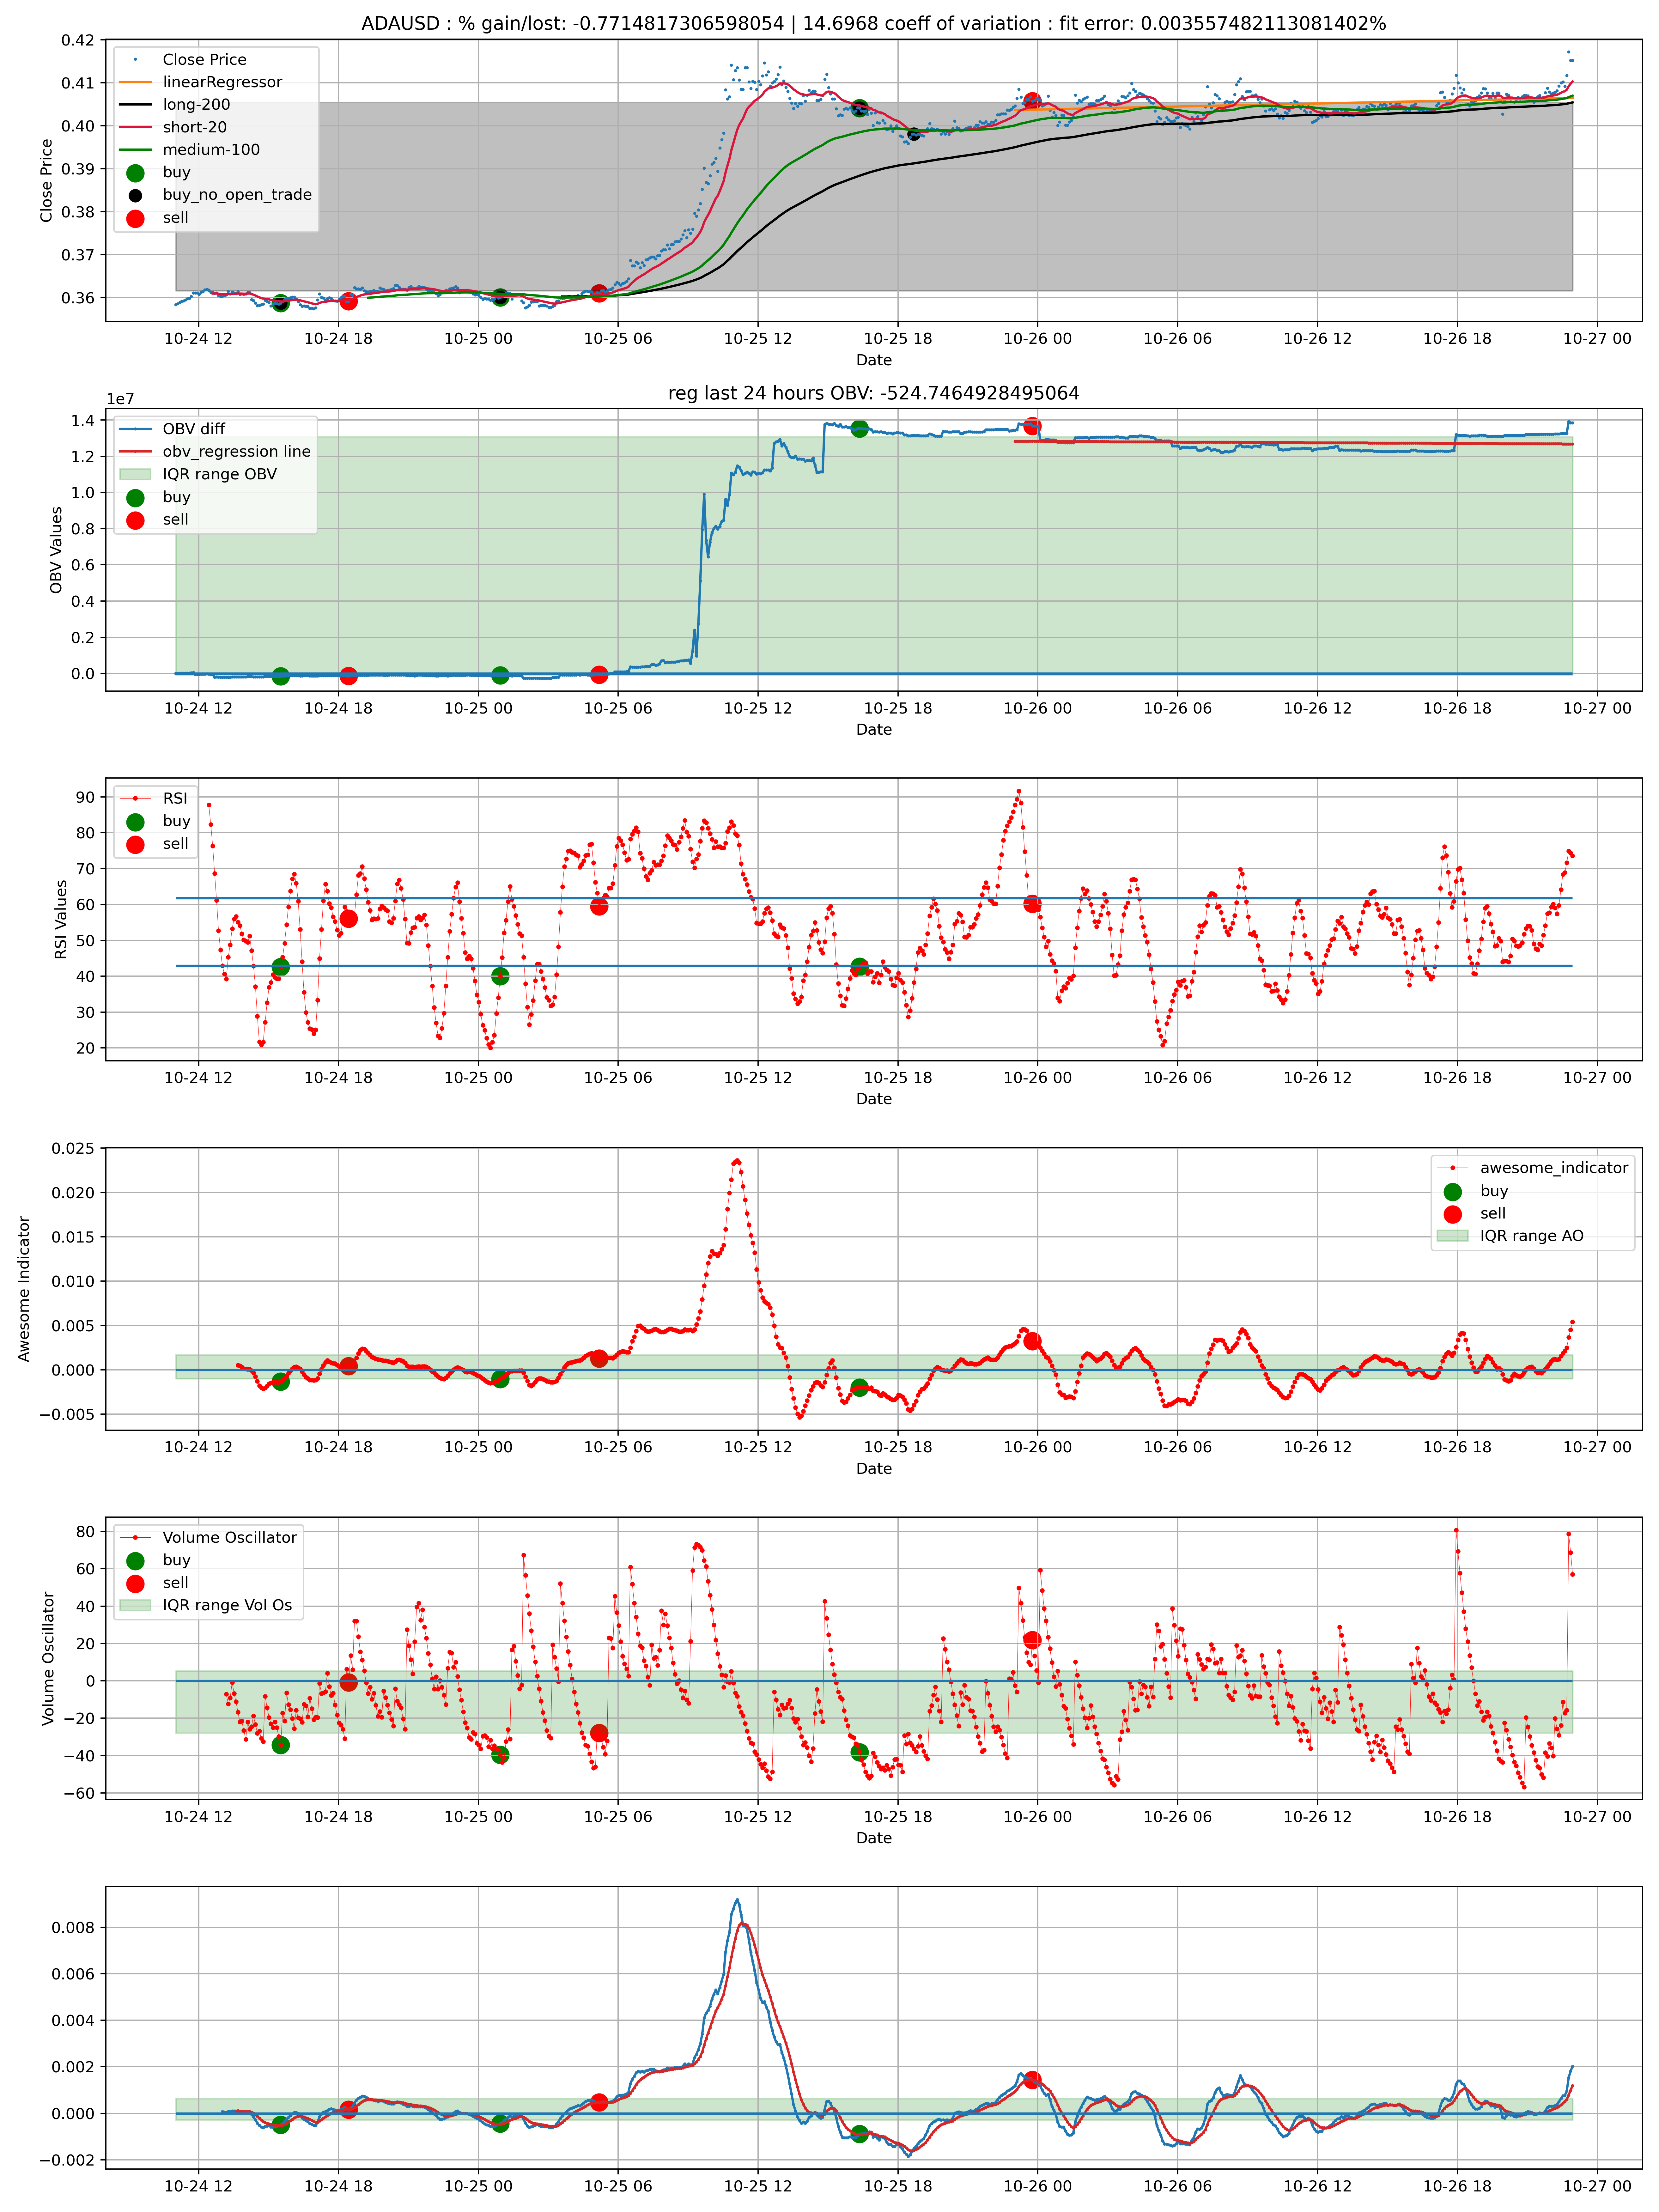 ADAUSD : % gain/lost: -0.7714817306598054 | 14.6968 coeff of variation : fit error: 0.003557482113081402%
Close Price
linearRegressor
long-200
short-20
medium-100
buy
buy_no_open_trade
sell
0.42
0.41
0.40
0.39
0.38
0.37
0.36
Close Price
10-24 12
10-24 18
10-25 00
10-25 06
10-25 12
10-25 18
10-26 00
10-26 06
10-26 12
10-26 18
10-27 00
Date
reg last 24 hours OBV: -524.7464928495064
1e7
OBV diff
obv_regression line
IQR range OBV
buy
sell
1.4
1.2
1.0
0.8
0.6
0.4
0.2
0.0
OBV Values
10-24 12
10-24 18
10-25 00
10-25 06
10-25 12
10-25 18
10-26 00
10-26 06
10-26 12
10-26 18
10-27 00
Date
RSI
buy
sell
90
80
70
60
50
40
30
20
RSI Values
10-24 12
10-24 18
10-25 00
10-25 06
10-25 12
10-25 18
10-26 00
10-26 06
10-26 12
10-26 18
10-27 00
Date
awesome_indicator
buy
sell
IQR range AO
0.025
0.020
0.015
0.010
0.005
0.000
−0.005
Awesome Indicator
10-24 12
10-24 18
10-25 00
10-25 06
10-25 12
10-25 18
10-26 00
10-26 06
10-26 12
10-26 18
10-27 00
Date
Volume Oscillator
buy
sell
IQR range Vol Os
80
60
40
20
0
−20
−40
−60
Volume Oscillator
10-24 12
10-24 18
10-25 00
10-25 06
10-25 12
10-25 18
10-26 00
10-26 06
10-26 12
10-26 18
10-27 00
Date
0.008
0.006
0.004
0.002
0.000
−0.002
10-24 12
10-24 18
10-25 00
10-25 06
10-25 12
10-25 18
10-26 00
10-26 06
10-26 12
10-26 18
10-27 00